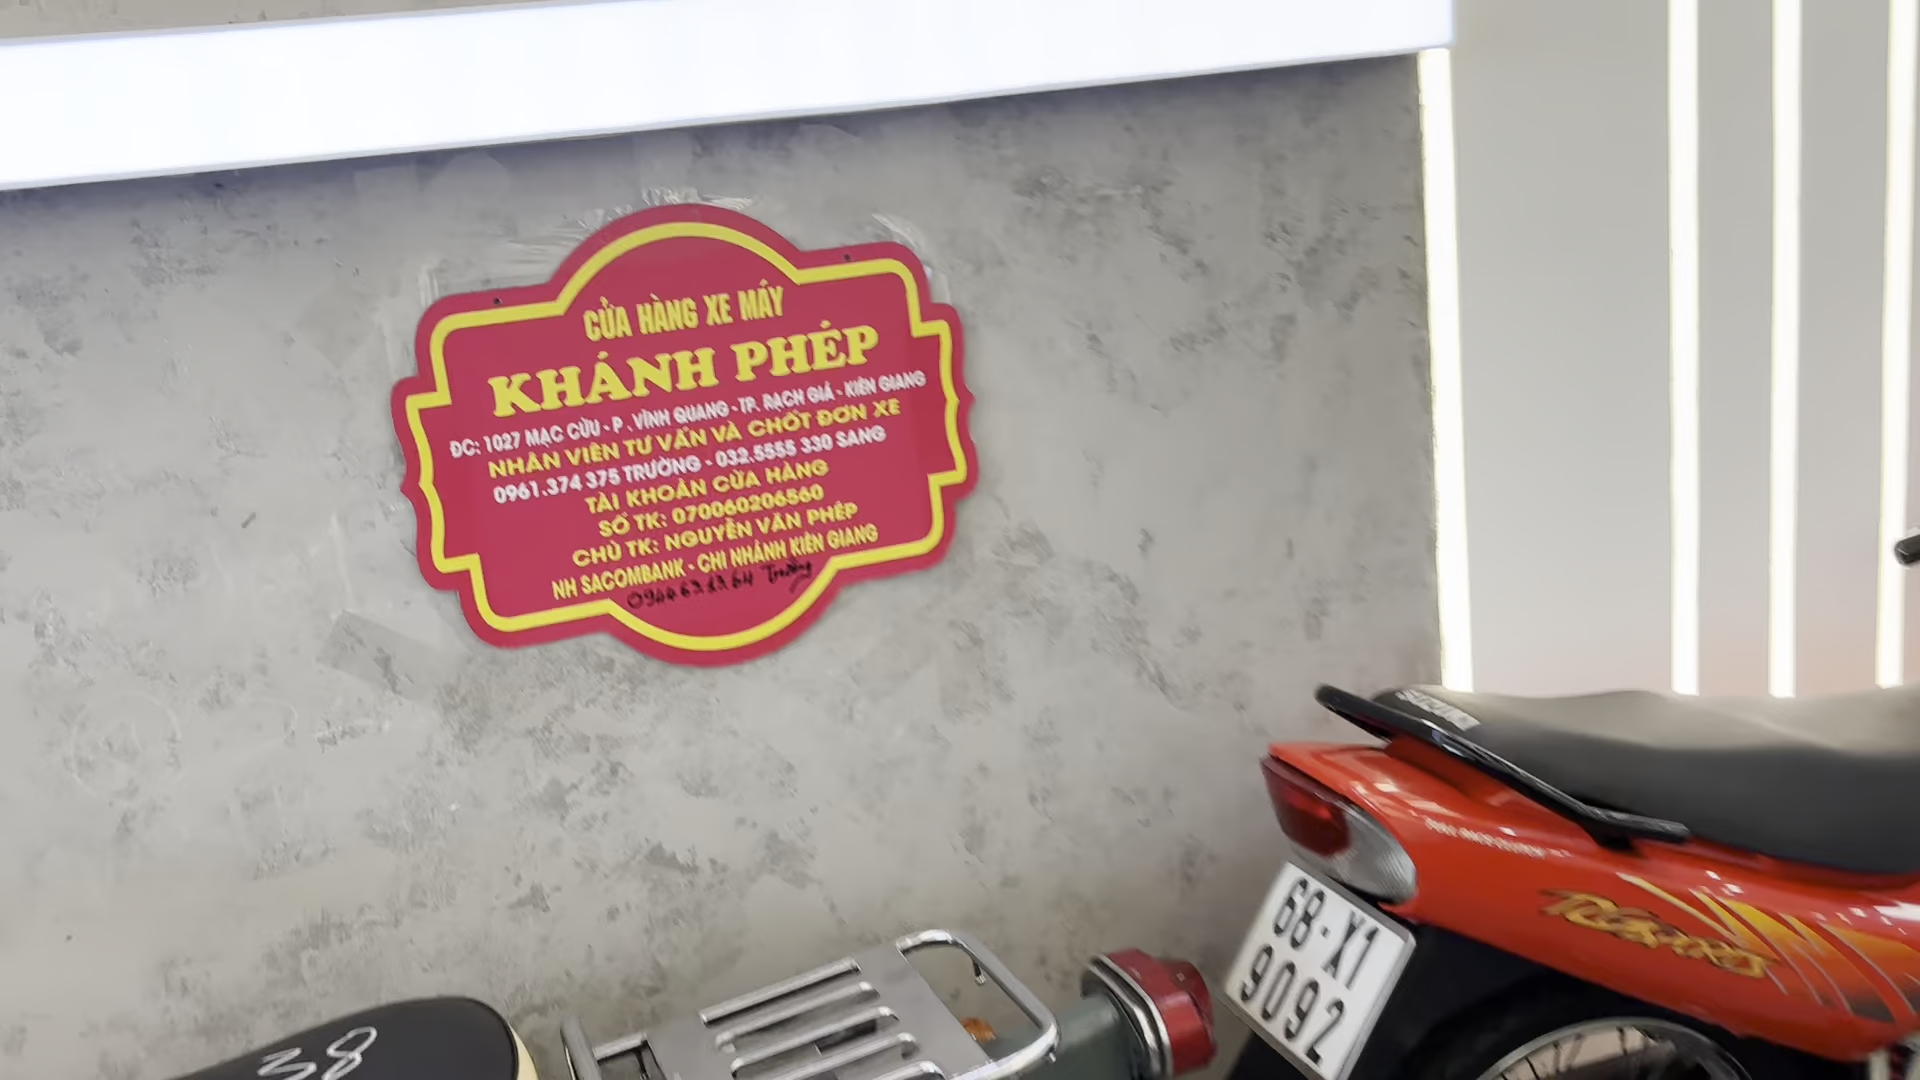 CỬA HÀNG XE MÁY
KHÁNH PHÉP
ĐC: 1027 MẠC CỬU - P. VĨNH QUANG - TP. RẠCH GIÁ - KIÊN GIANG
NHÂN VIÊN TƯ VẤN VÀ CHỐT ĐƠN XE
0961.374 375 TRƯỜNG - 032.5555 330 SANG
TÀI KHOẢN CỬA HÀNG
SỐ TK: 070060206560
CHỦ TK: NGUYỄN VĂN PHÉP
NH SACOMBANK - CHI NHÁNH KIÊN GIANG
Trường
68-X1
9092